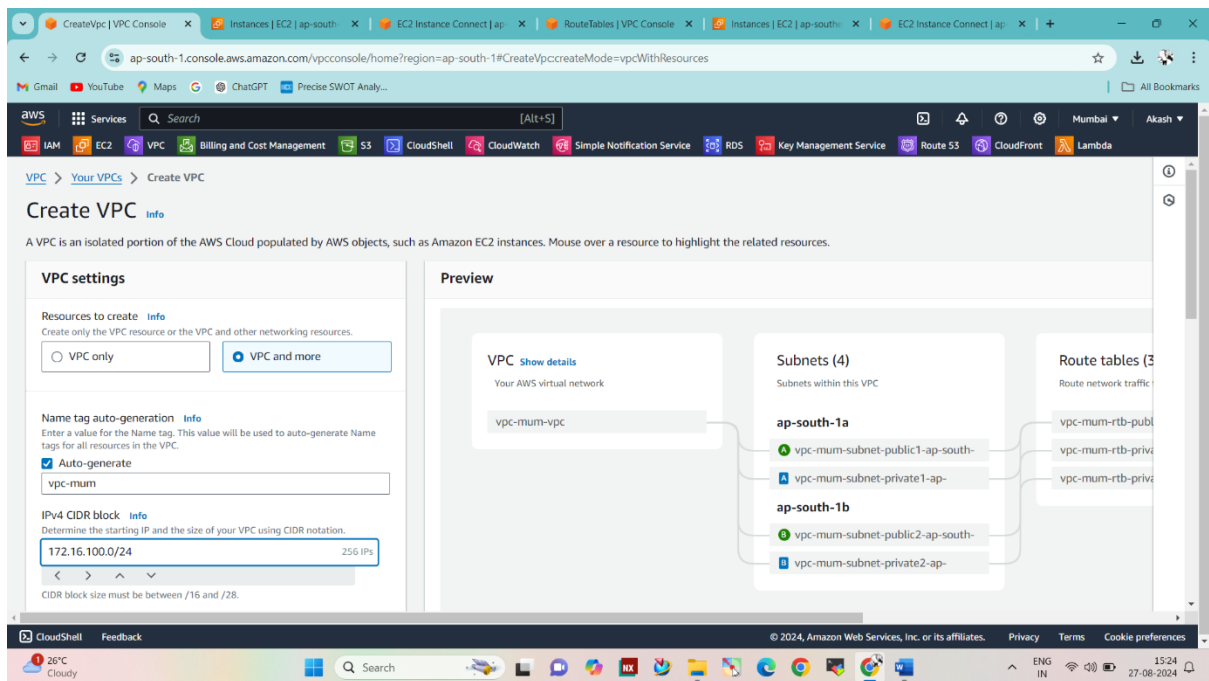 CreateVpc | VPC Console
Instances | EC2 | ap-south-
EC2 Instance Connect | ap-
RouteTables | VPC Console
Instances | EC2 | ap-southe
EC2 Instance Connect | ap
ap-south-1.console.aws.amazon.com/vpcconsole/home?region=ap-south-1#CreateVpc:createMode=vpcWithResources
Gmail YouTube Maps ChatGPT Precise SWOT Analy... All Bookmarks
aws Services Search [Alt+S] Mumbai ▼ Akash ▼
IAM EC2 VPC Billing and Cost Management S3 CloudShell CloudWatch Simple Notification Service RDS Key Management Service Route 53 CloudFront Lambda
VPC > Your VPCs > Create VPC
Create VPC Info
A VPC is an isolated portion of the AWS Cloud populated by AWS objects, such as Amazon EC2 instances. Mouse over a resource to highlight the related resources.
VPC settings
Resources to create Info
Create only the VPC resource or the VPC and other networking resources.
VPC only
VPC and more
Name tag auto-generation Info
Enter a value for the Name tag. This value will be used to auto-generate Name
tags for all resources in the VPC.
Auto-generate
vpc-mum
IPv4 CIDR block Info
Determine the starting IP and the size of your VPC using CIDR notation.
172.16.100.0/24 256 IPs
CIDR block size must be between /16 and /28.
Preview
VPC Show details
Your AWS virtual network
vpc-mum-vpc
Subnets (4)
Subnets within this VPC
ap-south-1a
A vpc-mum-subnet-public1-ap-south-
A vpc-mum-subnet-private1-ap-
ap-south-1b
B vpc-mum-subnet-public2-ap-south-
B vpc-mum-subnet-private2-ap-
Route tables (3
Route network traffic
vpc-mum-rtb-publ
vpc-mum-rtb-priva
vpc-mum-rtb-priva
CloudShell Feedback © 2024, Amazon Web Services, Inc. or its affiliates. Privacy Terms Cookie preferences
1
26°C
Cloudy
Search
ENG
IN
15:24
27-08-2024